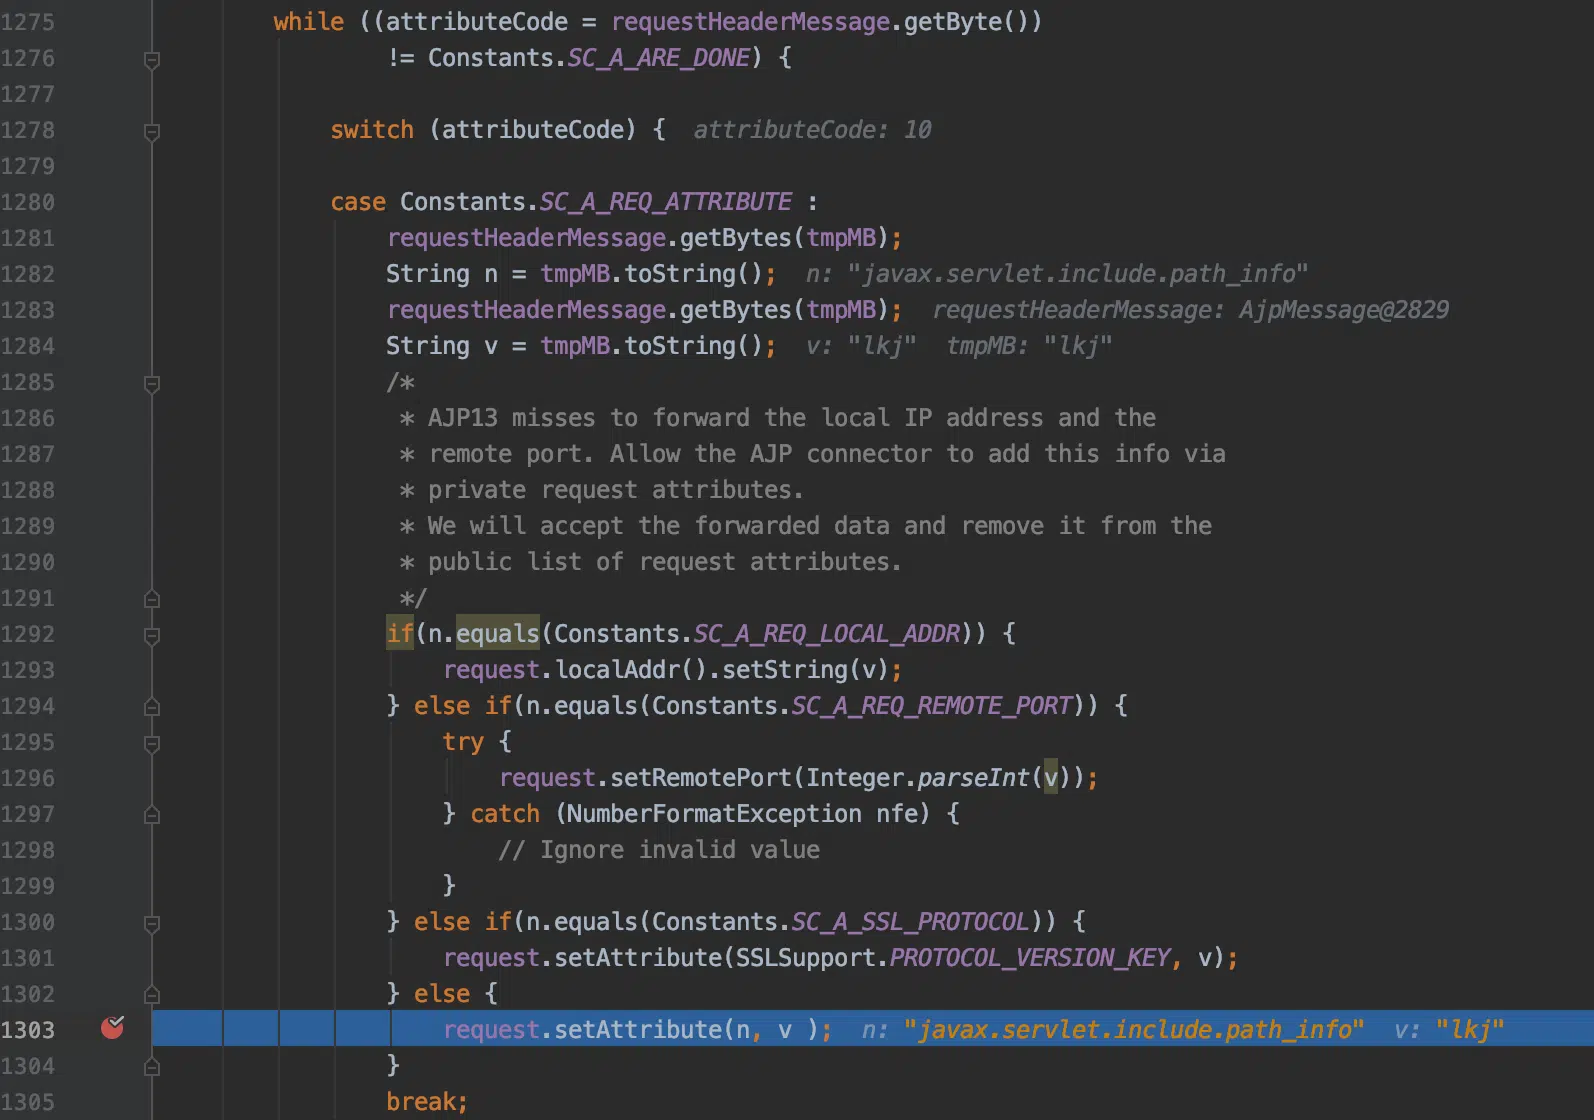 1275 while ((attributeCode = requestHeaderMessage.getByte())
1276 != Constants.SC_A_ARE_DONE) {
1277
1278 switch (attributeCode) { attributeCode: 10
1279
1280 case Constants.SC_A_REQ_ATTRIBUTE :
1281 requestHeaderMessage.getBytes(tmpMB);
1282 String n = tmpMB.toString(); n: "javax.servlet.include.path_info"
1283 requestHeaderMessage.getBytes(tmpMB); requestHeaderMessage: AjpMessage@2829
1284 String v = tmpMB.toString(); v: "lkj" tmpMB: "lkj"
1285 /*
1286 * AJP13 misses to forward the local IP address and the
1287 * remote port. Allow the AJP connector to add this info via
1288 * private request attributes.
1289 * We will accept the forwarded data and remove it from the
1290 * public list of request attributes.
1291 */
1292 if(n.equals(Constants.SC_A_REQ_LOCAL_ADDR)) {
1293 request.localAddr().setString(v);
1294 } else if(n.equals(Constants.SC_A_REQ_REMOTE_PORT)) {
1295 try {
1296 request.setRemotePort(Integer.parseInt(v));
1297 } catch (NumberFormatException nfe) {
1298 // Ignore invalid value
1299 }
1300 } else if(n.equals(Constants.SC_A_SSL_PROTOCOL)) {
1301 request.setAttribute(SSLSupport.PROTOCOL_VERSION_KEY, v);
1302 } else {
1303 request.setAttribute(n, v ); n: "javax.servlet.include.path_info" v: "lkj"
1304 }
1305 break;